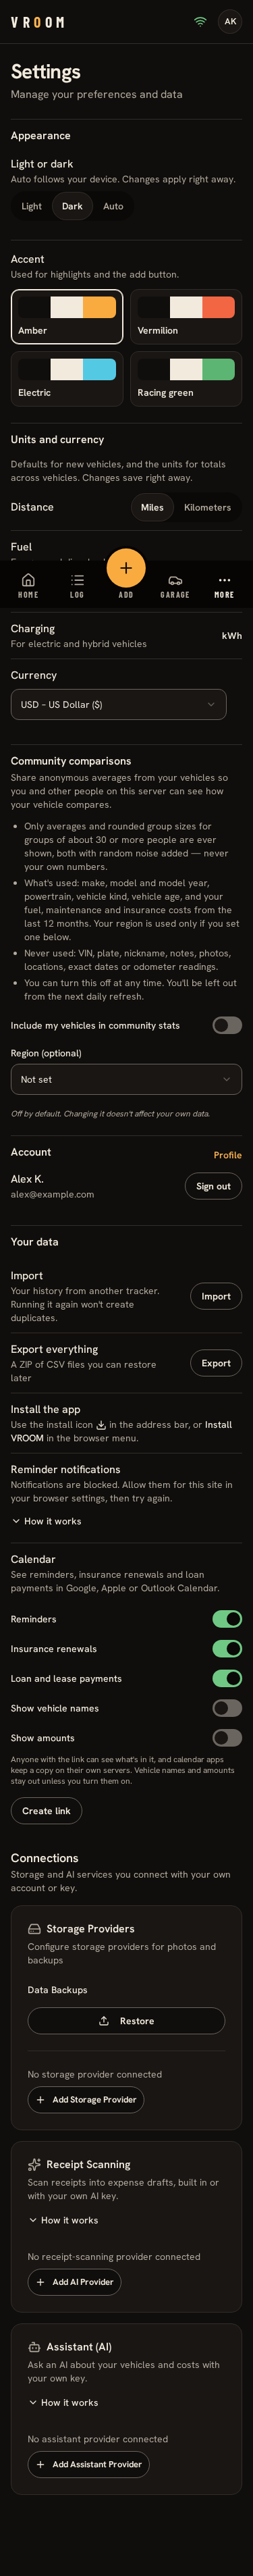 VROOM
AK
Settings
Manage your preferences and data
Appearance
Light or dark
Auto follows your device. Changes apply right away.
Light Dark Auto
Accent
Used for highlights and the add button.
Amber Vermilion
Electric Racing green
Units and currency
Defaults for new vehicles, and the units for totals
across vehicles. Changes save right away.
Distance Miles Kilometers
Fuel
HOME LOG ADD GARAGE MORE
Charging
For electric and hybrid vehicles
kWh
Currency
USD – US Dollar ($)
Community comparisons
Share anonymous averages from your vehicles so
you and other people on this server can see how
your vehicle compares.
• Only averages and rounded group sizes for
groups of about 30 or more people are ever
shown, both with random noise added — never
your own numbers.
• What's used: make, model and model year,
powertrain, vehicle kind, vehicle age, and your
fuel, maintenance and insurance costs from the
last 12 months. Your region is used only if you set
one below.
• Never used: VIN, plate, nickname, notes, photos,
locations, exact dates or odometer readings.
• You can turn this off at any time. You'll be left out
from the next daily refresh.
Include my vehicles in community stats
Region (optional)
Not set
Off by default. Changing it doesn't affect your own data.
Account
Profile
Alex K.
alex@example.com
Sign out
Your data
Import
Your history from another tracker.
Running it again won't create
duplicates.
Import
Export everything
A ZIP of CSV files you can restore
later
Export
Install the app
Use the install icon in the address bar, or Install
VROOM in the browser menu.
Reminder notifications
Notifications are blocked. Allow them for this site in
your browser settings, then try again.
How it works
Calendar
See reminders, insurance renewals and loan
payments in Google, Apple or Outlook Calendar.
Reminders
Insurance renewals
Loan and lease payments
Show vehicle names
Show amounts
Anyone with the link can see what's in it, and calendar apps
keep a copy on their own servers. Vehicle names and amounts
stay out unless you turn them on.
Create link
Connections
Storage and AI services you connect with your own
account or key.
Storage Providers
Configure storage providers for photos and
backups
Data Backups
Restore
No storage provider connected
Add Storage Provider
Receipt Scanning
Scan receipts into expense drafts, built in or
with your own AI key.
How it works
No receipt-scanning provider connected
Add AI Provider
Assistant (AI)
Ask an AI about your vehicles and costs with
your own key.
How it works
No assistant provider connected
Add Assistant Provider